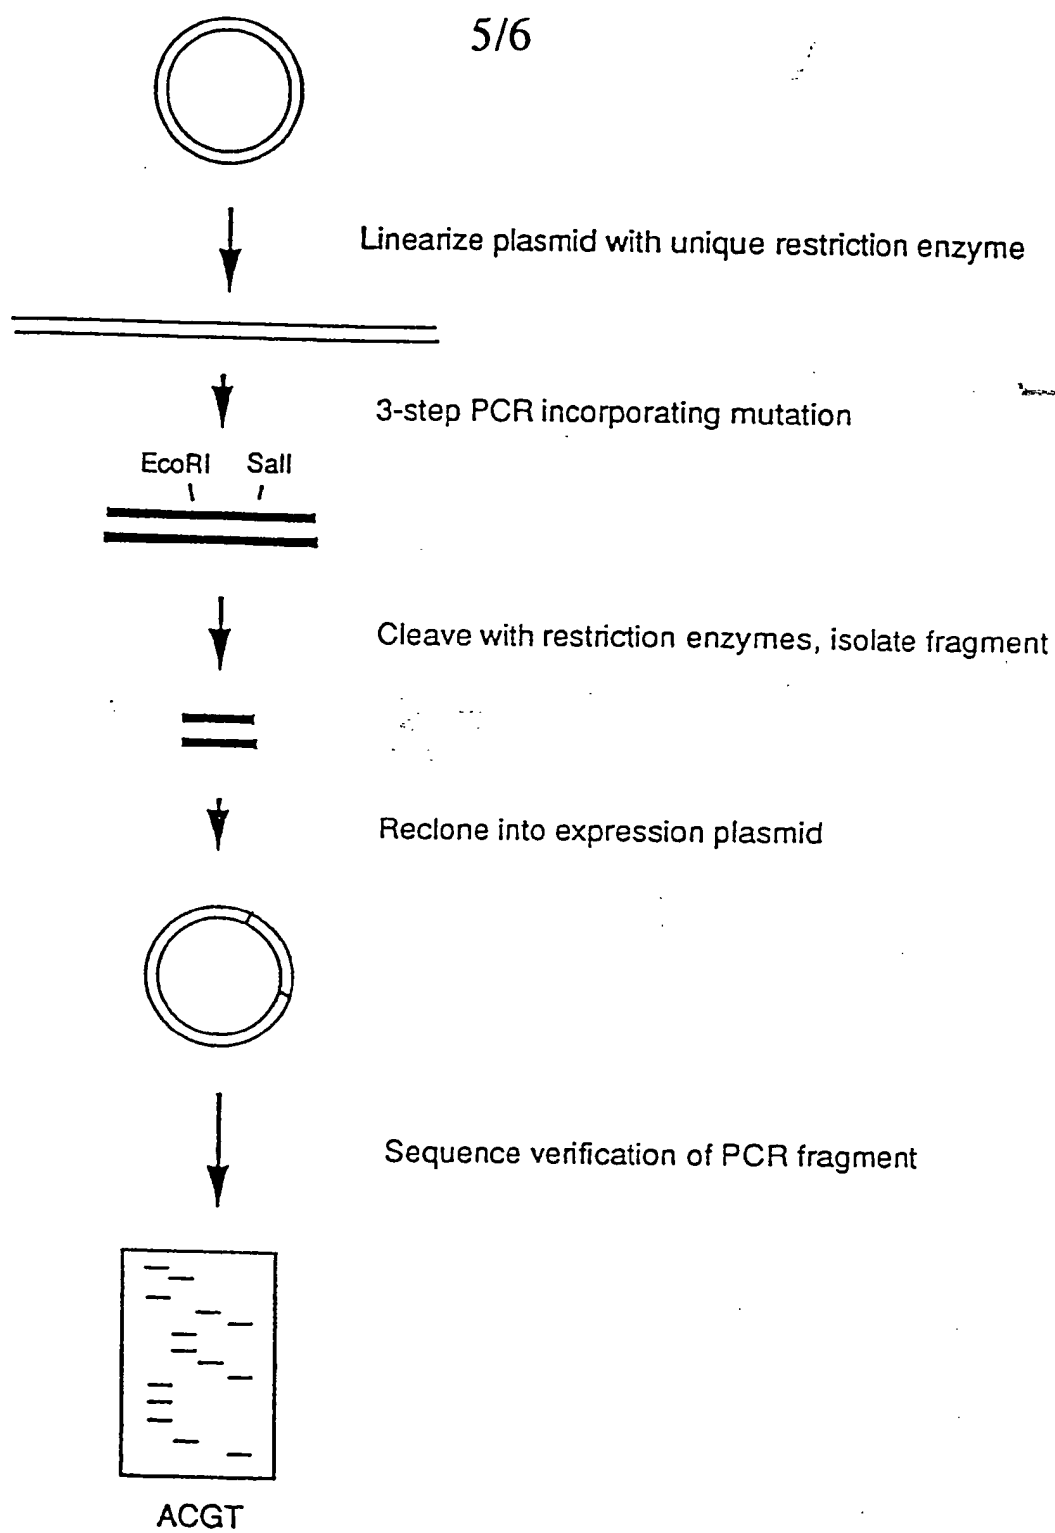 5/6
Linearize plasmid with unique restriction enzyme
3-step PCR incorporating mutation
EcoRI SalI
Cleave with restriction enzymes, isolate fragment
Reclone into expression plasmid
Sequence verification of PCR fragment
ACGT